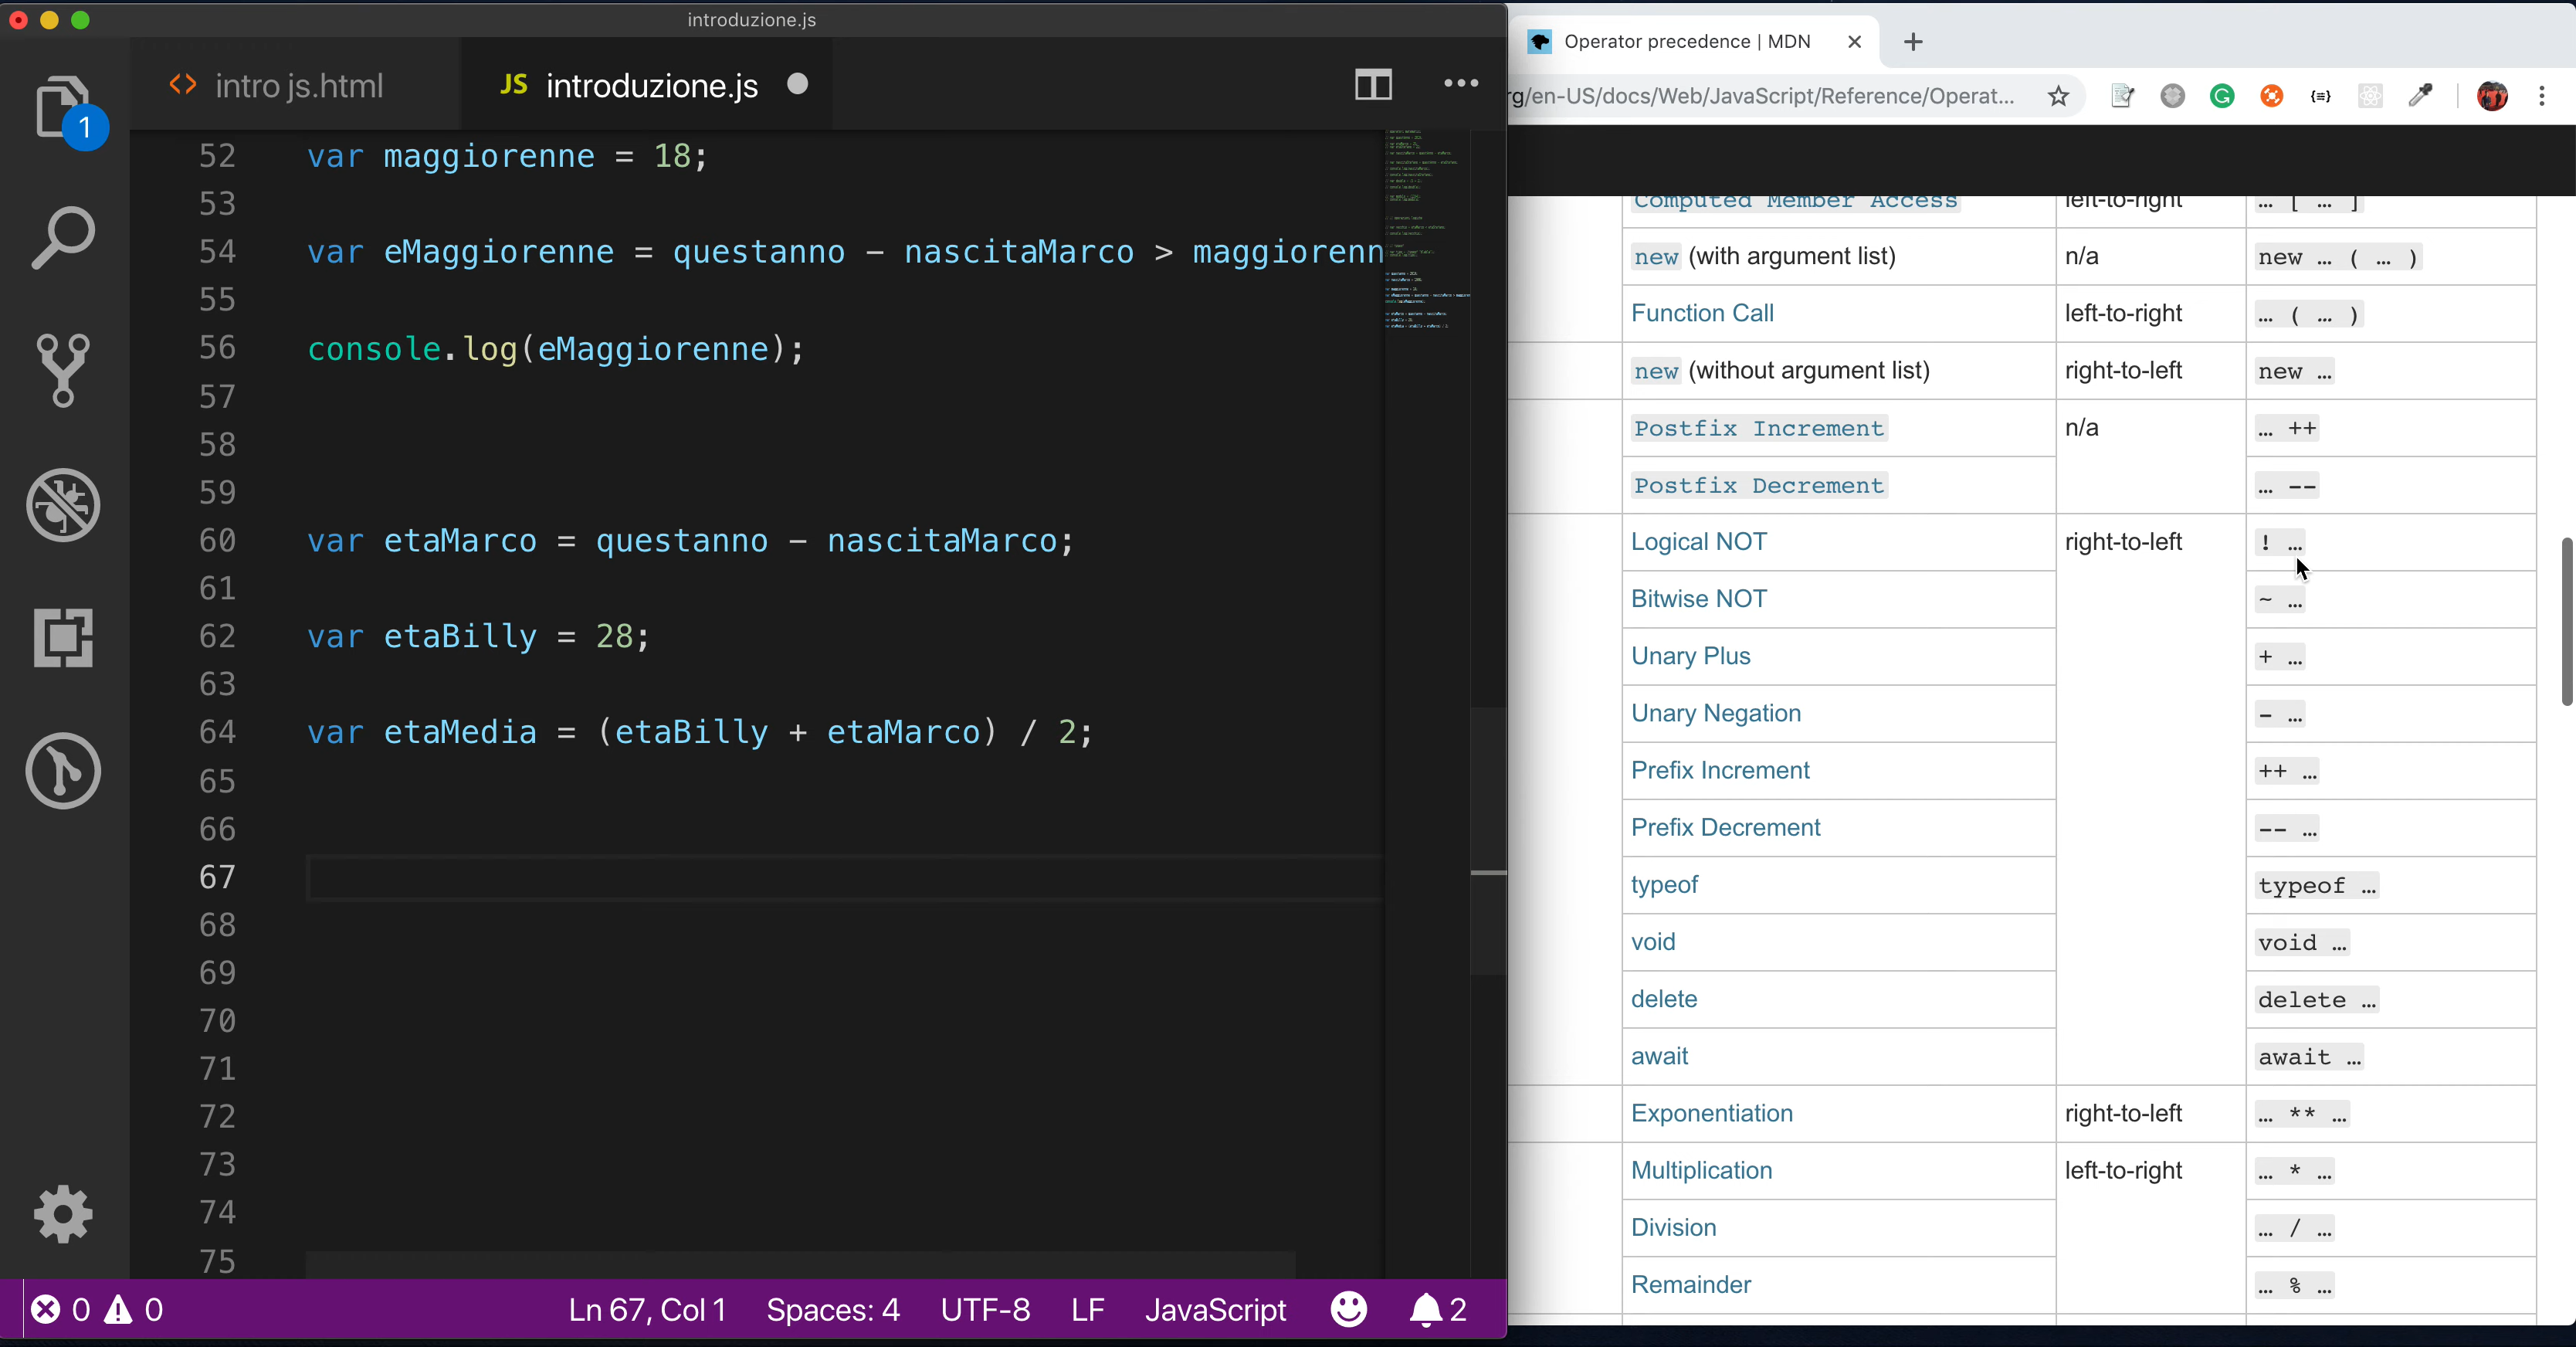 introduzione.js
<> intro js.html
JS introduzione.js
1
52 var maggiorenne = 18;
53
54 var eMaggiorenne = questanno - nascitaMarco > maggiorenn
55
56 console.log(eMaggiorenne);
57
58
59
60 var etaMarco = questanno - nascitaMarco;
61
62 var etaBilly = 28;
63
64 var etaMedia = (etaBilly + etaMarco) / 2;
65
66
67
68
69
70
71
72
73
74
75
0 0 Ln 67, Col 1 Spaces: 4 UTF-8 LF JavaScript 2
Operator precedence | MDN
rg/en-US/docs/Web/JavaScript/Reference/Operat...
Computed Member Access left-to-right … [ … ]
new (with argument list) n/a new … ( … )
Function Call left-to-right … ( … )
new (without argument list) right-to-left new …
Postfix Increment n/a … ++
Postfix Decrement … --
Logical NOT right-to-left ! …
Bitwise NOT ~ …
Unary Plus + …
Unary Negation - …
Prefix Increment ++ …
Prefix Decrement -- …
typeof typeof …
void void …
delete delete …
await await …
Exponentiation right-to-left … ** …
Multiplication left-to-right … * …
Division … / …
Remainder … % …